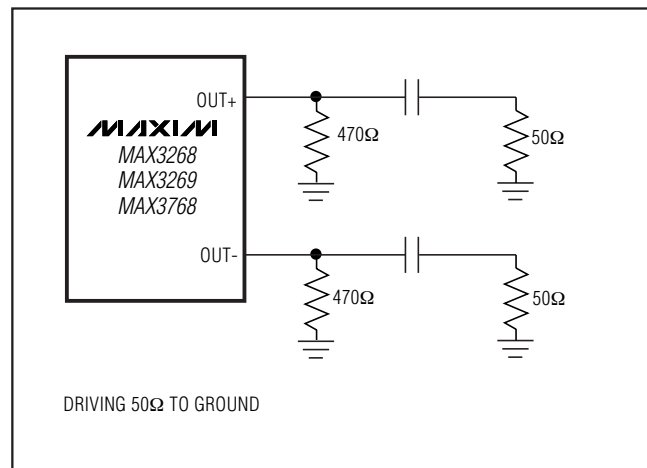 OUT+
MAXIM
MAX3268
MAX3269
MAX3768
470Ω
50Ω
OUT-
470Ω
50Ω
DRIVING 50Ω TO GROUND